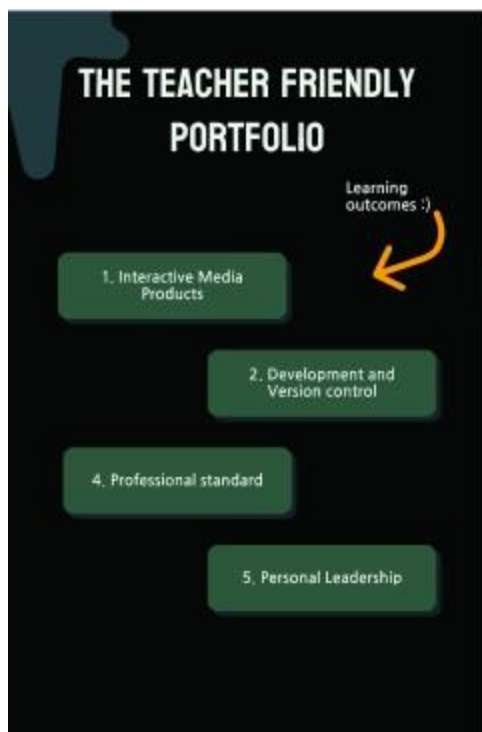 THE TEACHER FRIENDLY
PORTFOLIO
Learning
outcomes :)
1. Interactive Media
Products
2. Development and
Version control
4. Professional standard
5. Personal Leadership